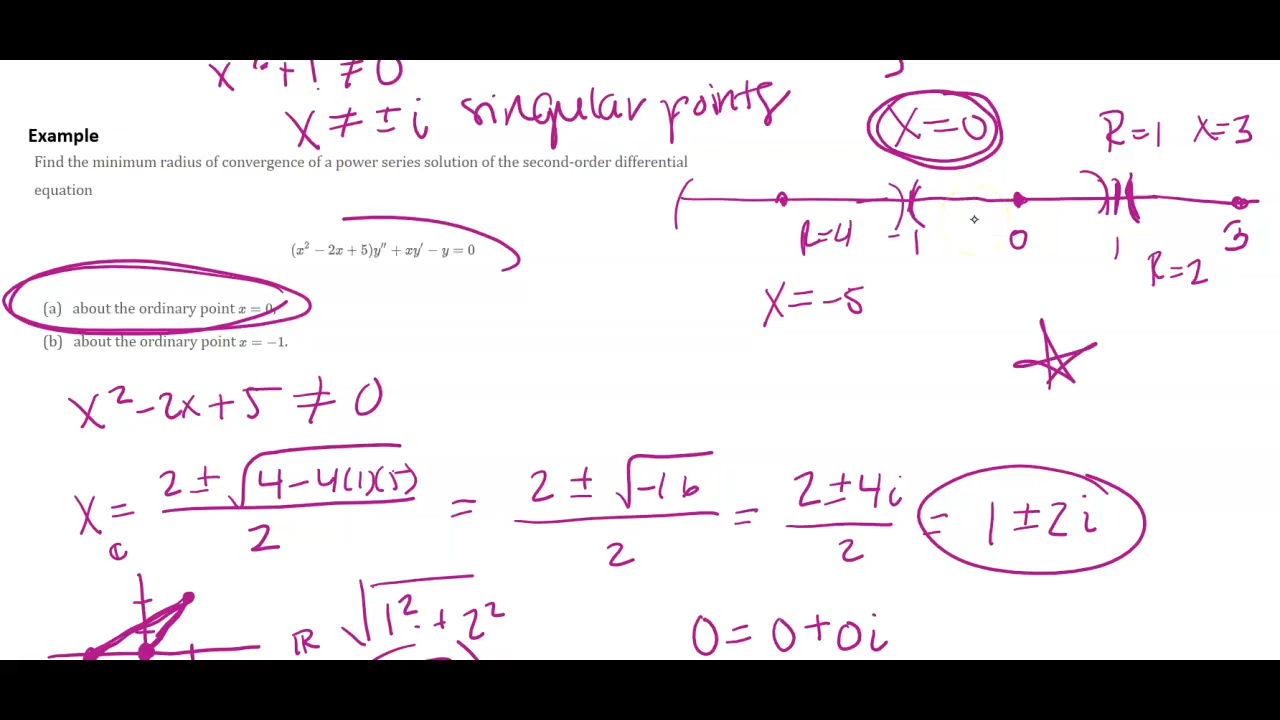 x² + 1 ≠ 0
x ≠ ± i singular points
x = 0
R=1 x=3
Example
Find the minimum radius of convergence of a power series solution of the second-order differential
equation
R=4 -1 0 1 3
R=2
(x² − 2x + 5)y″ + xy′ − y = 0
x = -5
(a) about the ordinary point x = 0,
(b) about the ordinary point x = −1.
x² - 2x + 5 ≠ 0
x = (2 ± √(4-4(1)(5)))/2 = (2 ± √-16)/2 = (2±4i)/2 = 1 ± 2i
ℝ √(1² + 2²)
0 = 0 + 0i